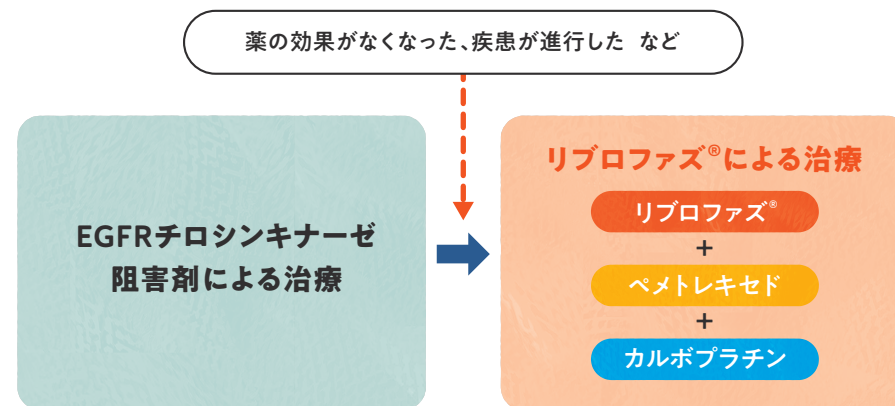 薬の効果がなくなった、疾患が進行した など
EGFRチロシンキナーゼ
阻害剤による治療
リブロファズ®による治療
リブロファズ®
+
ペメトレキセド
+
カルボプラチン